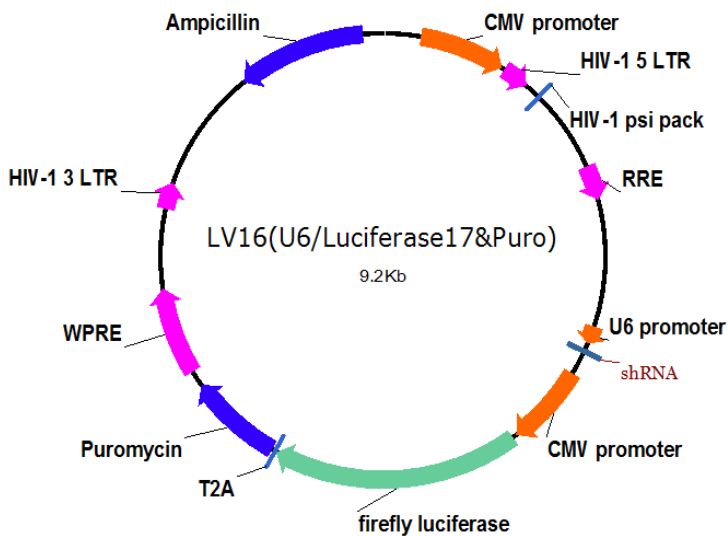 Ampicillin
CMV promoter
HIV-1 5 LTR
HIV-1 psi pack
HIV-1 3 LTR
RRE
LV16(U6/Luciferase17&Puro)
9.2Kb
U6 promoter
WPRE
shRNA
Puromycin
CMV promoter
T2A
firefly luciferase